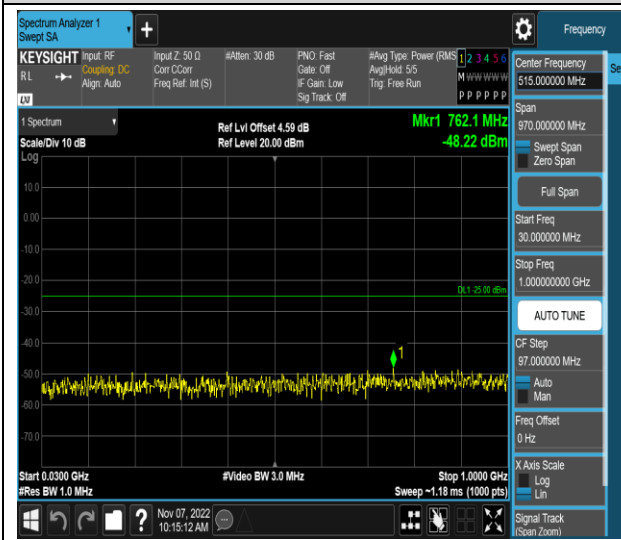 Spectrum Analyzer 1
Swept SA
+
Frequency
KEYSIGHT
RL
LXI
Input: RF
Coupling: DC
Align: Auto
Input Z: 50 Ω
Corr CCorr
Freq Ref: Int (S)
#Atten: 30 dB
PNO: Fast
Gate: Off
IF Gain: Low
Sig Track: Off
#Avg Type: Power (RMS
Avg|Hold: 5/5
Trig: Free Run
1 2 3 4 5 6
M W W W W W
P P P P P P
1 Spectrum
Scale/Div 10 dB
Log
Ref Lvl Offset 4.59 dB
Ref Level 20.00 dBm
Mkr1 762.1 MHz
-48.22 dBm
10.0
0.00
-10.0
-20.0
-30.0
-40.0
-50.0
-60.0
-70.0
DL1 -25.00 dBm
1
Start 0.0300 GHz
#Res BW 1.0 MHz
#Video BW 3.0 MHz
Stop 1.0000 GHz
Sweep ~1.18 ms (1000 pts)
?
Nov 07, 2022
10:15:12 AM
Center Frequency
515.000000 MHz
Se
Span
970.000000 MHz
Swept Span
Zero Span
Full Span
Start Freq
30.000000 MHz
Stop Freq
1.000000000 GHz
AUTO TUNE
CF Step
97.000000 MHz
Auto
Man
Freq Offset
0 Hz
X Axis Scale
Log
Lin
Signal Track
(Span Zoom)